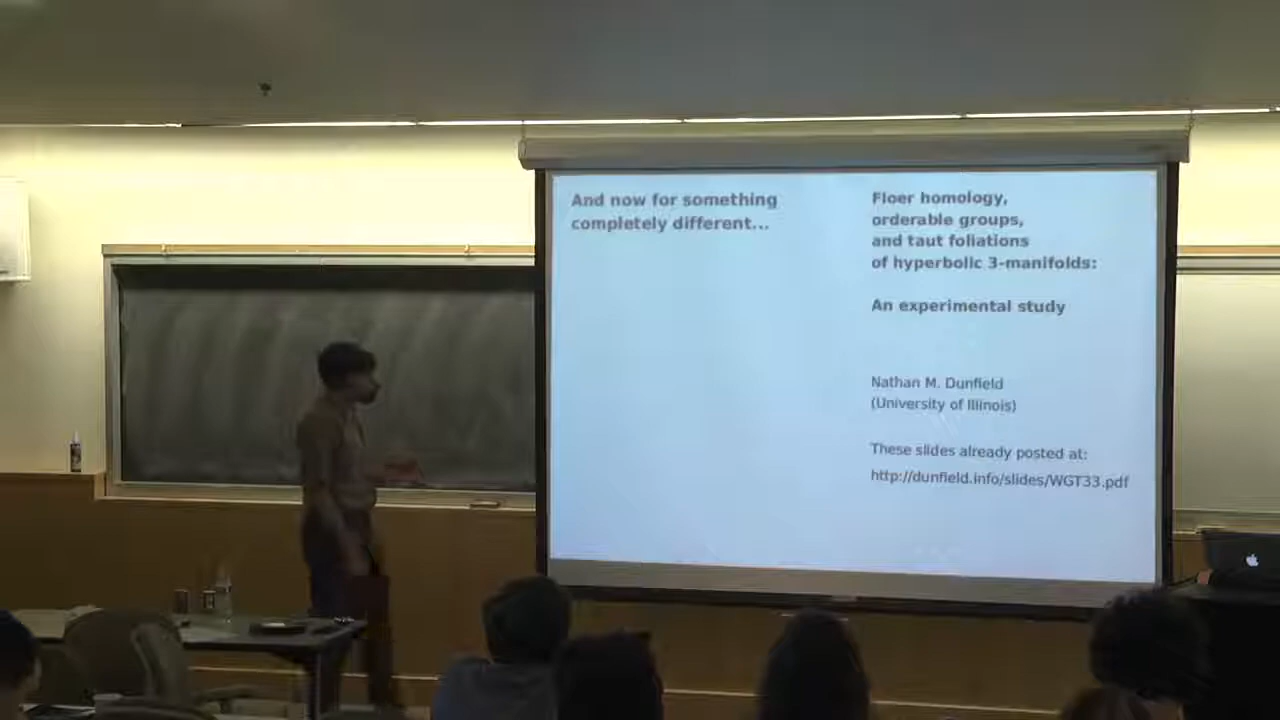 And now for something
completely different...
Floer homology,
orderable groups,
and taut foliations
of hyperbolic 3-manifolds:
An experimental study
Nathan M. Dunfield
(University of Illinois)
These slides already posted at:
http://dunfield.info/slides/WGT33.pdf